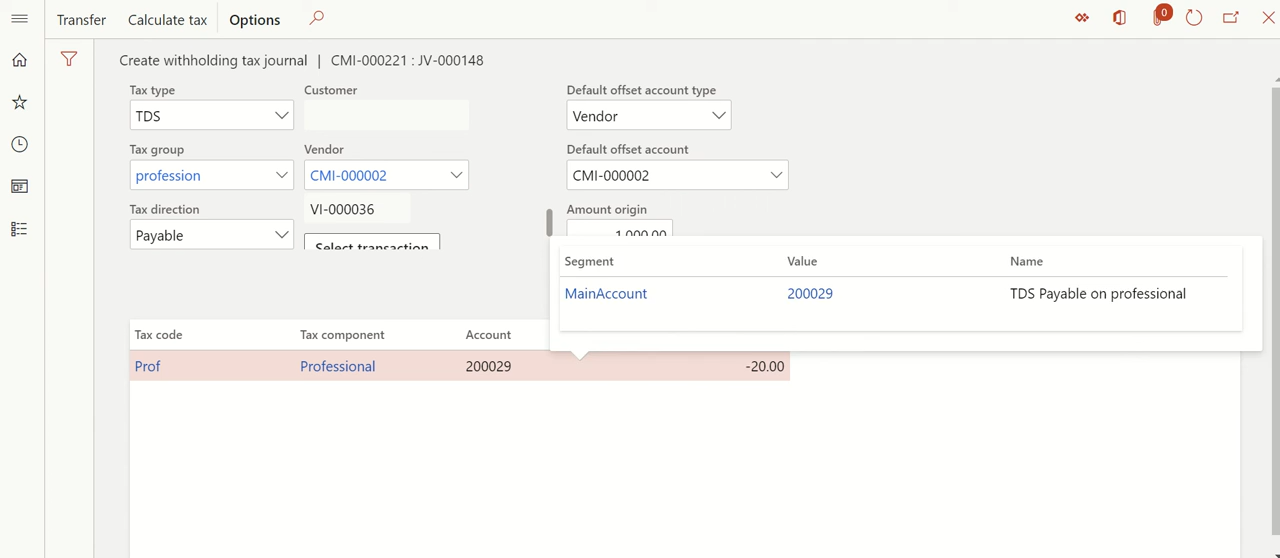 Transfer Calculate tax Options 0
Create withholding tax journal | CMI-000221 : JV-000148
Tax type Customer Default offset account type
TDS Vendor
Tax group Vendor Default offset account
profession CMI-000002 CMI-000002
Tax direction VI-000036 Amount origin
Payable Select transaction 1,000.00
Segment Value Name
MainAccount 200029 TDS Payable on professional
Tax code Tax component Account
Prof Professional 200029 -20.00